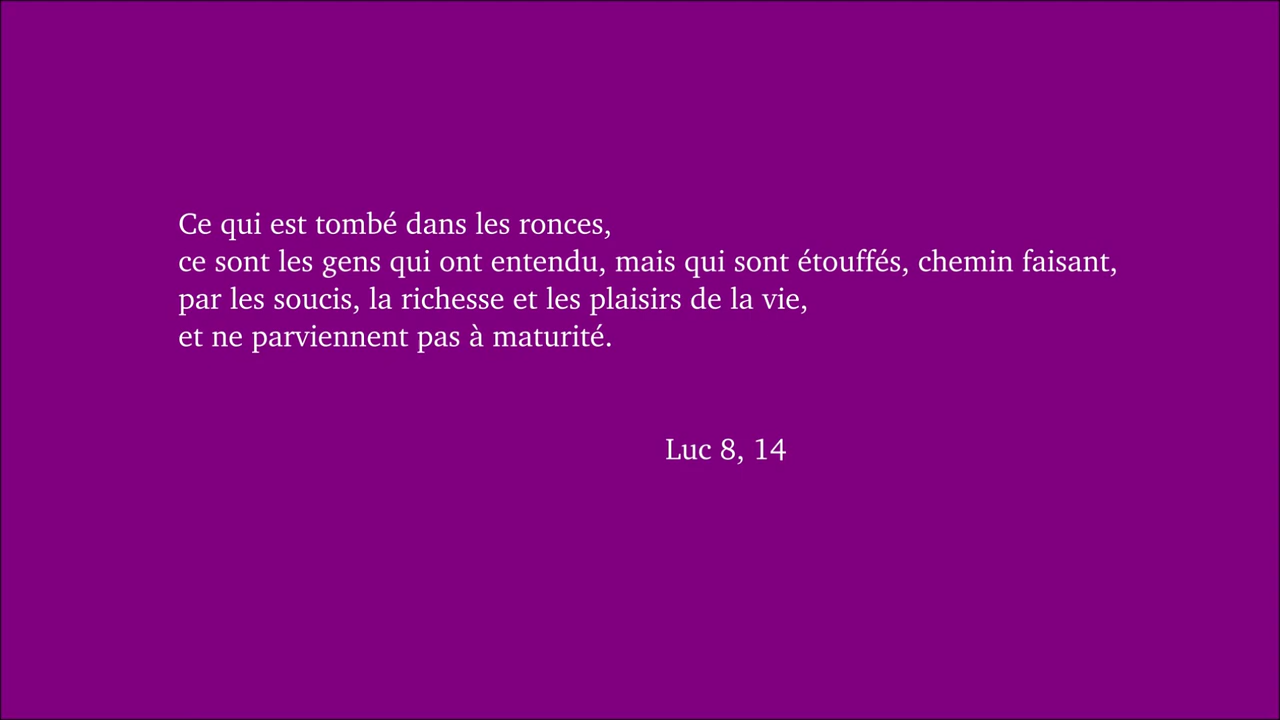 Ce qui est tombé dans les ronces,
ce sont les gens qui ont entendu, mais qui sont étouffés, chemin faisant,
par les soucis, la richesse et les plaisirs de la vie,
et ne parviennent pas à maturité.
Luc 8, 14